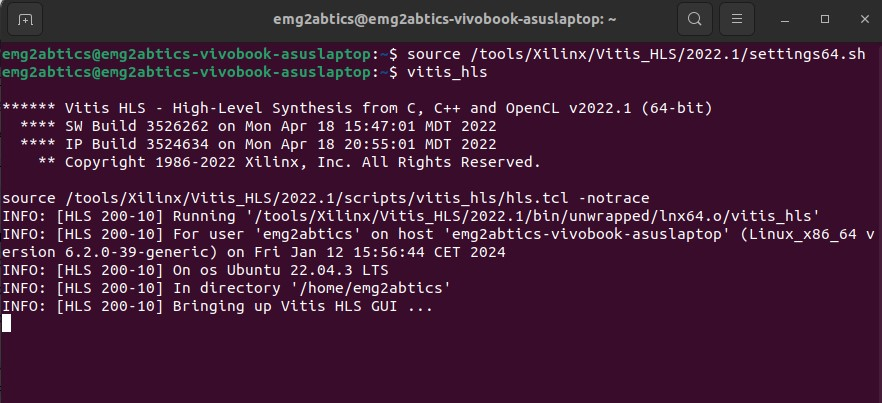 emg2abtics@emg2abtics-vivobook-asuslaptop: ~
emg2abtics@emg2abtics-vivobook-asuslaptop:~$ source /tools/Xilinx/Vitis_HLS/2022.1/settings64.sh
emg2abtics@emg2abtics-vivobook-asuslaptop:~$ vitis_hls
****** Vitis HLS - High-Level Synthesis from C, C++ and OpenCL v2022.1 (64-bit)
  **** SW Build 3526262 on Mon Apr 18 15:47:01 MDT 2022
  **** IP Build 3524634 on Mon Apr 18 20:55:01 MDT 2022
    ** Copyright 1986-2022 Xilinx, Inc. All Rights Reserved.
source /tools/Xilinx/Vitis_HLS/2022.1/scripts/vitis_hls/hls.tcl -notrace
INFO: [HLS 200-10] Running '/tools/Xilinx/Vitis_HLS/2022.1/bin/unwrapped/lnx64.o/vitis_hls'
INFO: [HLS 200-10] For user 'emg2abtics' on host 'emg2abtics-vivobook-asuslaptop' (Linux_x86_64 v
ersion 6.2.0-39-generic) on Fri Jan 12 15:56:44 CET 2024
INFO: [HLS 200-10] On os Ubuntu 22.04.3 LTS
INFO: [HLS 200-10] In directory '/home/emg2abtics'
INFO: [HLS 200-10] Bringing up Vitis HLS GUI ...